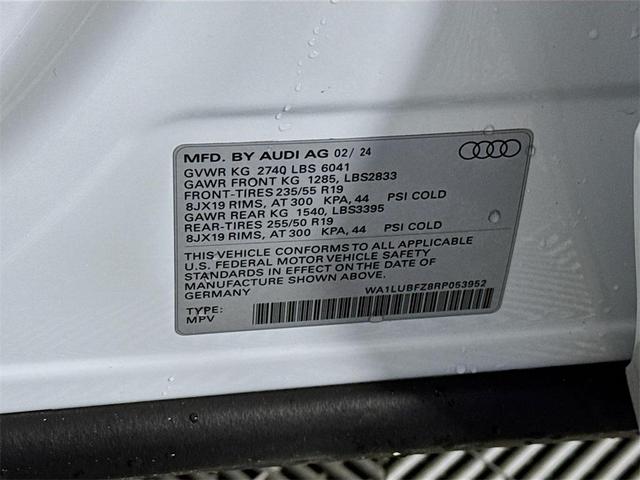 MFD. BY AUDI AG 02/ 24
GVWR KG 2740 LBS 6041
GAWR FRONT KG 1285, LBS2833
FRONT-TIRES 235/55 R19
8JX19 RIMS, AT 300 KPA, 44 PSI COLD
GAWR REAR KG 1540, LBS3395
REAR-TIRES 255/50 R19
8JX19 RIMS, AT 300 KPA, 44 PSI COLD
THIS VEHICLE CONFORMS TO ALL APPLICABLE
U.S. FEDERAL MOTOR VEHICLE SAFETY
STANDARDS IN EFFECT ON THE DATE OF
MANUFACTURE SHOWN ABOVE.
GERMANY WA1LUBFZ8RP053952
TYPE:
MPV